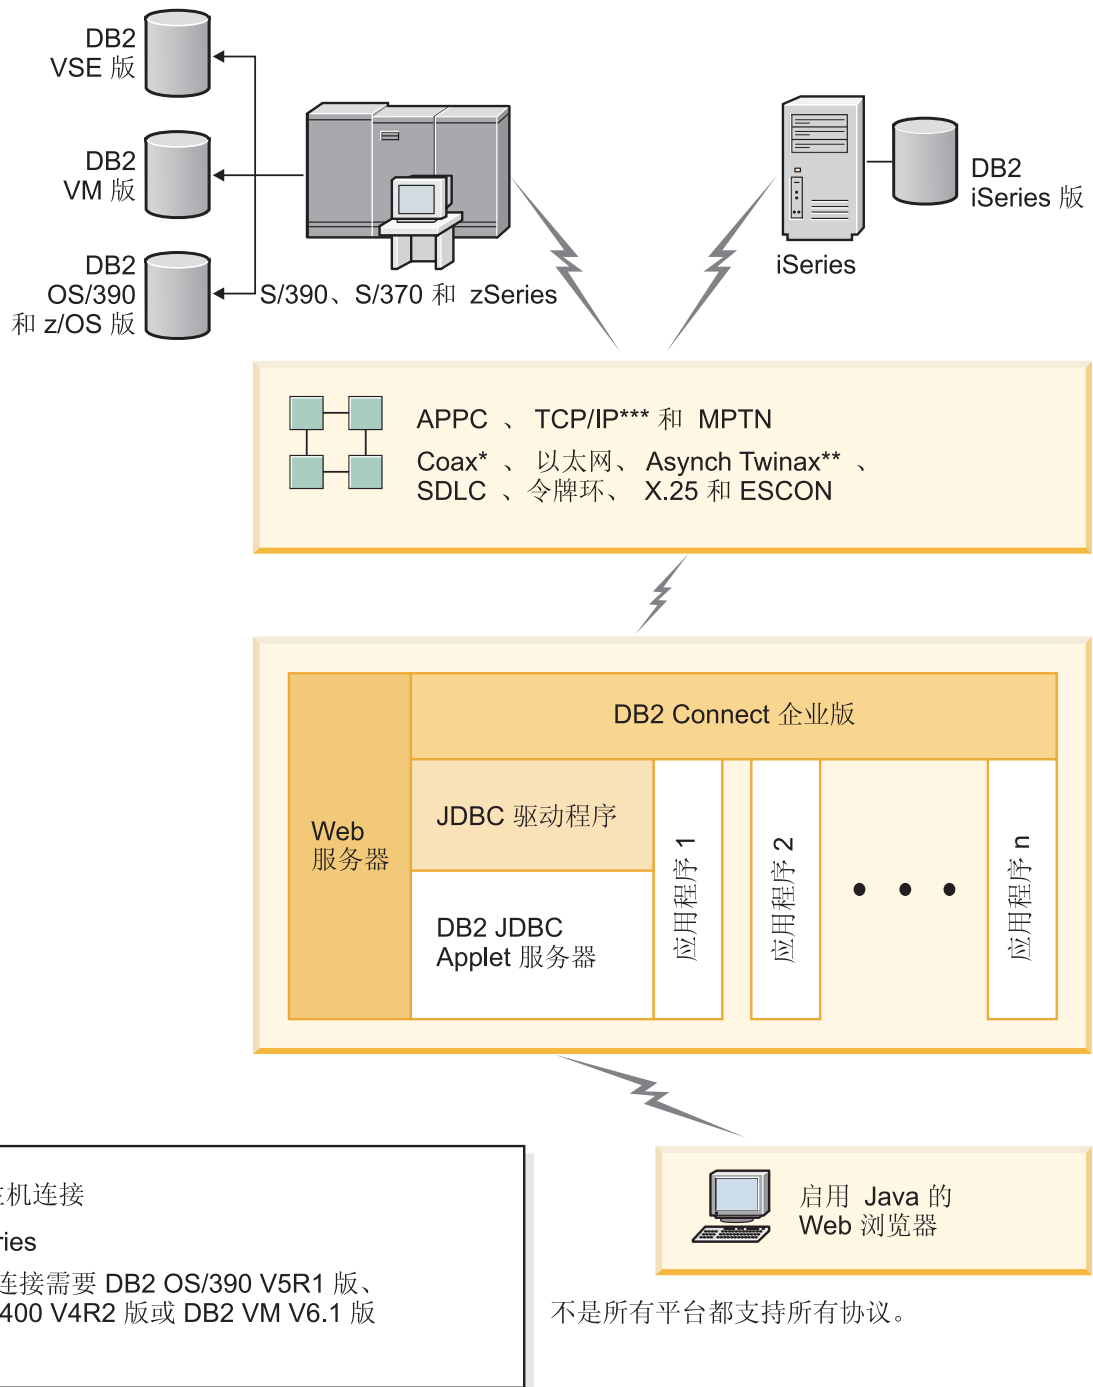 DB2
VSE 版
DB2
VM 版
DB2
OS/390
和 z/OS 版
S/390、S/370 和 zSeries
DB2
iSeries 版
iSeries
APPC 、 TCP/IP*** 和 MPTN
Coax* 、 以太网、 Asynch Twinax** 、
SDLC 、令牌环、 X.25 和 ESCON
DB2 Connect 企业版
Web
服务器
JDBC 驱动程序
DB2 JDBC
Applet 服务器
应用程序 1
应用程序 2
应用程序 n
启用 Java 的
Web 浏览器
机连接
ries
连接需要 DB2 OS/390 V5R1 版、
400 V4R2 版或 DB2 VM V6.1 版
不是所有平台都支持所有协议。